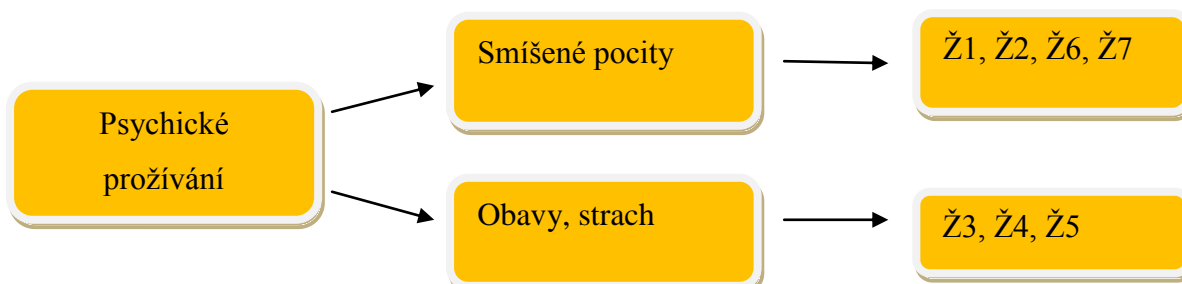 Psychické
prožívání
Smíšené pocity
Ž1, Ž2, Ž6, Ž7
Obavy, strach
Ž3, Ž4, Ž5